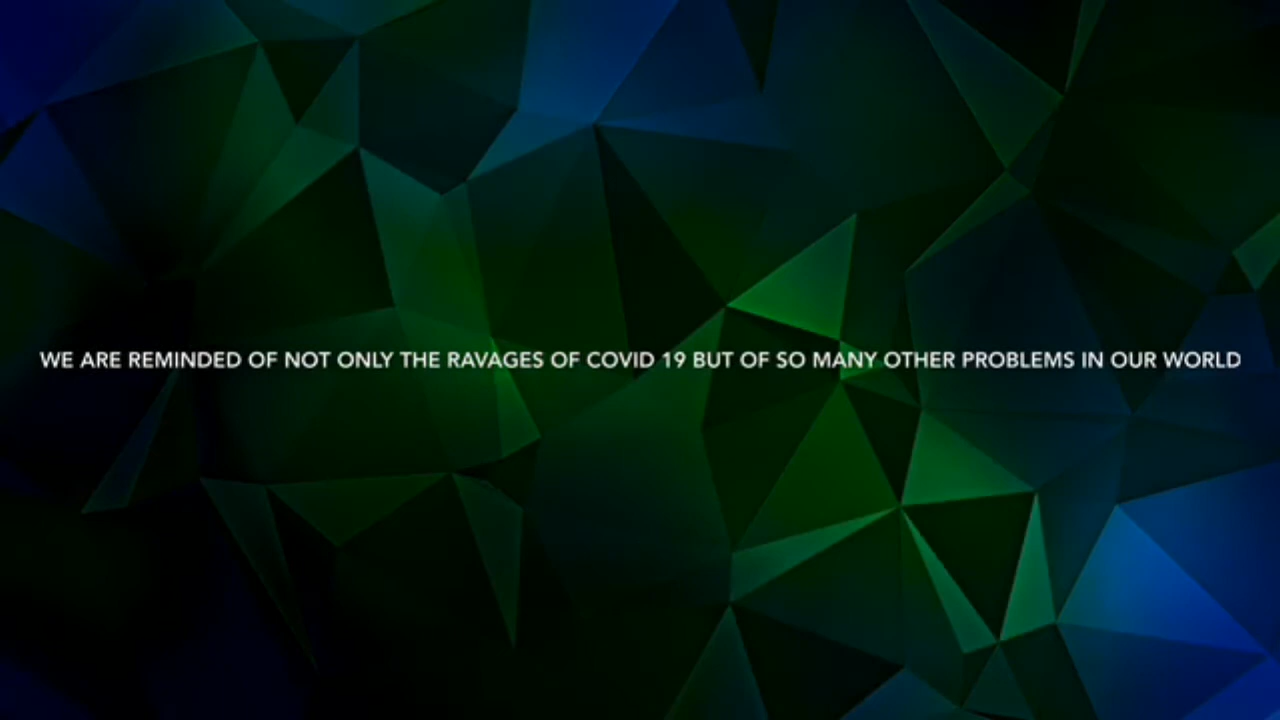 WE ARE REMINDED OF NOT ONLY THE RAVAGES OF COVID 19 BUT OF SO MANY OTHER PROBLEMS IN OUR WORLD